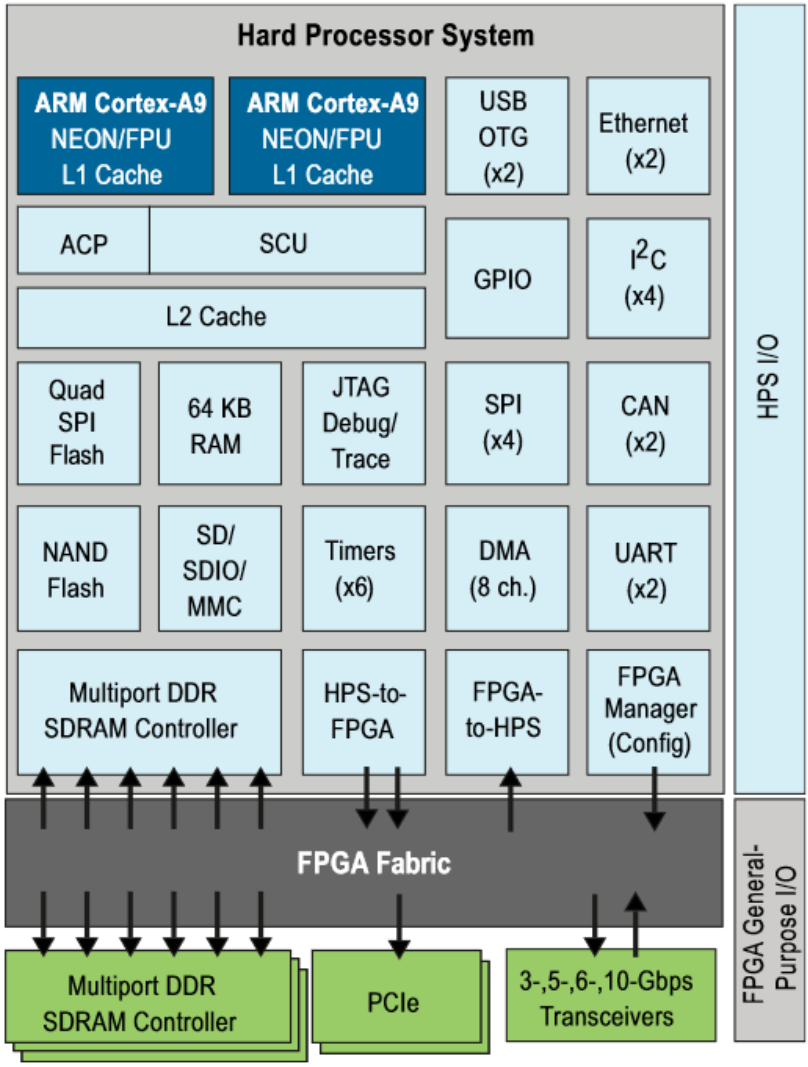 Hard Processor System
ARM Cortex-A9
NEON/FPU
L1 Cache
ARM Cortex-A9
NEON/FPU
L1 Cache
USB
OTG
(x2)
Ethernet
(x2)
ACP
SCU
GPIO
I²C
(x4)
L2 Cache
Quad
SPI
Flash
64 KB
RAM
JTAG
Debug/
Trace
SPI
(x4)
CAN
(x2)
NAND
Flash
SD/
SDIO/
MMC
Timers
(x6)
DMA
(8 ch.)
UART
(x2)
Multiport DDR
SDRAM Controller
HPS-to-
FPGA
FPGA-
to-HPS
FPGA
Manager
(Config)
HPS I/O
FPGA Fabric
FPGA General-
Purpose I/O
Multiport DDR
SDRAM Controller
PCIe
3-,5-,6-,10-Gbps
Transceivers